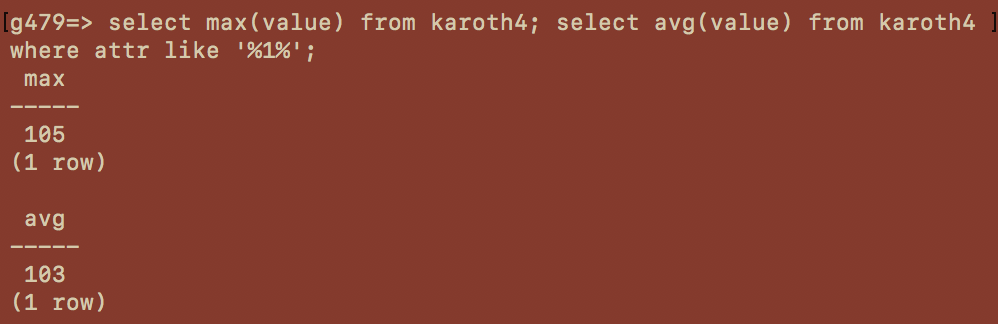 [g479=> select max(value) from karoth4; select avg(value) from karoth4 ]
where attr like '%1%';
max
-----
105
(1 row)
avg
-----
103
(1 row)